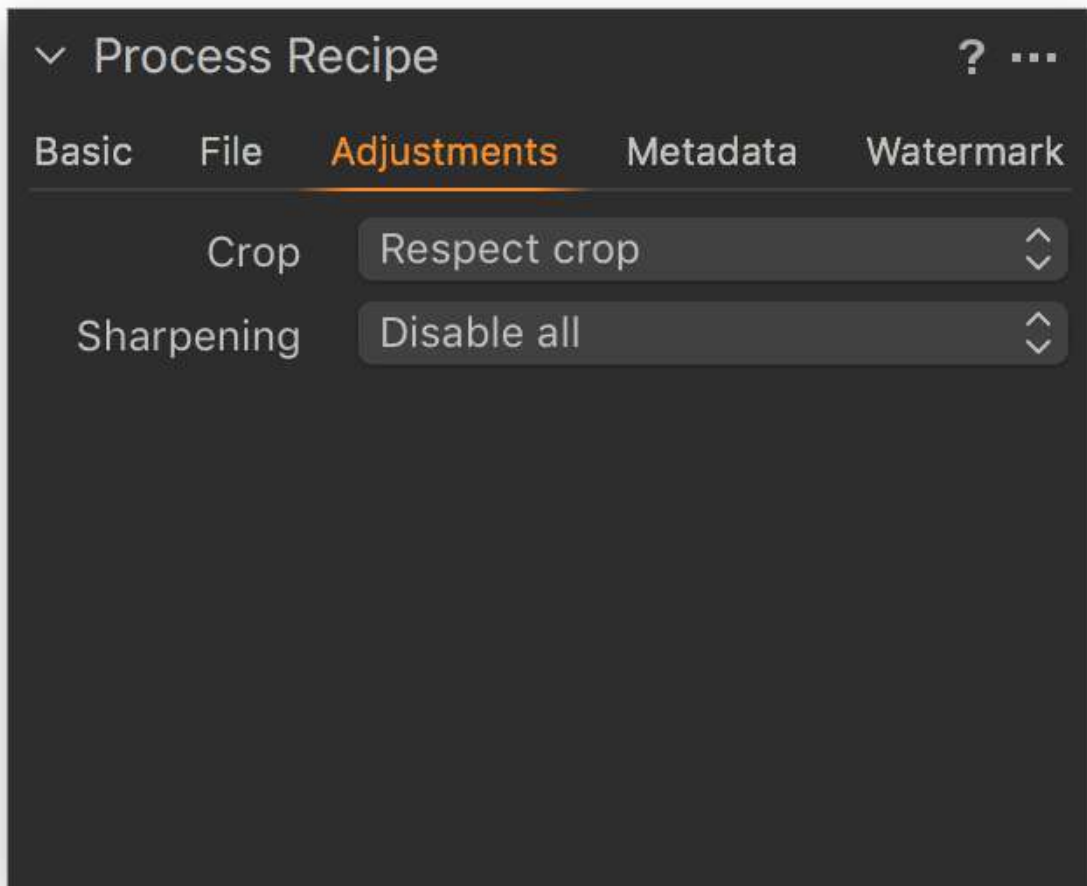 Process Recipe ? ...
Basic File Adjustments Metadata Watermark
Crop Respect crop
Sharpening Disable all